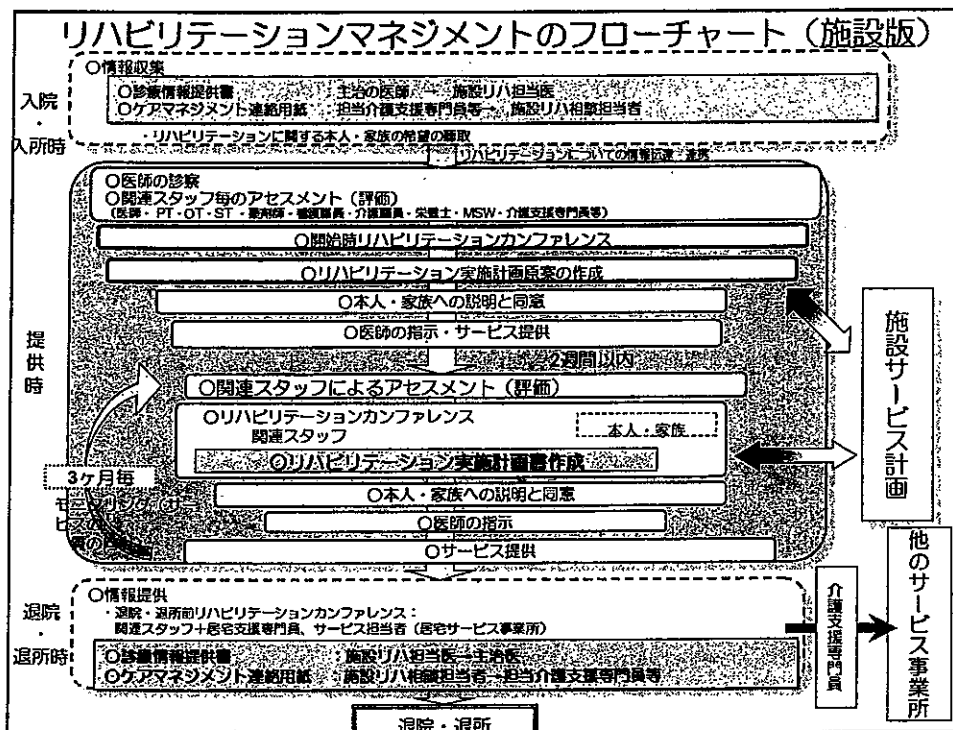 リハビリテーションマネジメントのフローチャート（施設版）
入院・入所時
○情報収集
○診療情報提供書　主治の医師 → 施設リハ担当医
○ケアマネジメント連絡用紙　担当介護支援専門員等→ 施設リハ相談担当者
・リハビリテーションに関する本人・家族の希望の聴取
リハビリテーションについての情報伝達・連携
提供時
○医師の診察
○関連スタッフ毎のアセスメント（評価）
（医師・PT・OT・ST・薬剤師・看護職員・介護職員・栄養士・MSW・介護支援専門員等）
○開始時リハビリテーションカンファレンス
○リハビリテーション実施計画原案の作成
○本人・家族への説明と同意
○医師の指示・サービス提供
2週間以内
○関連スタッフによるアセスメント（評価）
○リハビリテーションカンファレンス
関連スタッフ
本人・家族
○リハビリテーション実施計画書作成
3ヶ月毎
○本人・家族への説明と同意
○医師の指示
○サービス提供
施設サービス計画
退院・退所時
○情報提供
・退院・退所前リハビリテーションカンファレンス：
関連スタッフ＋居宅支援専門員、サービス担当者（居宅サービス事業所）
○診療情報提供書　：施設リハ担当医→主治医
○ケアマネジメント連絡用紙　：施設リハ相談担当者→担当介護支援専門員等
介護支援専門員
他のサービス事業所
退院・退所